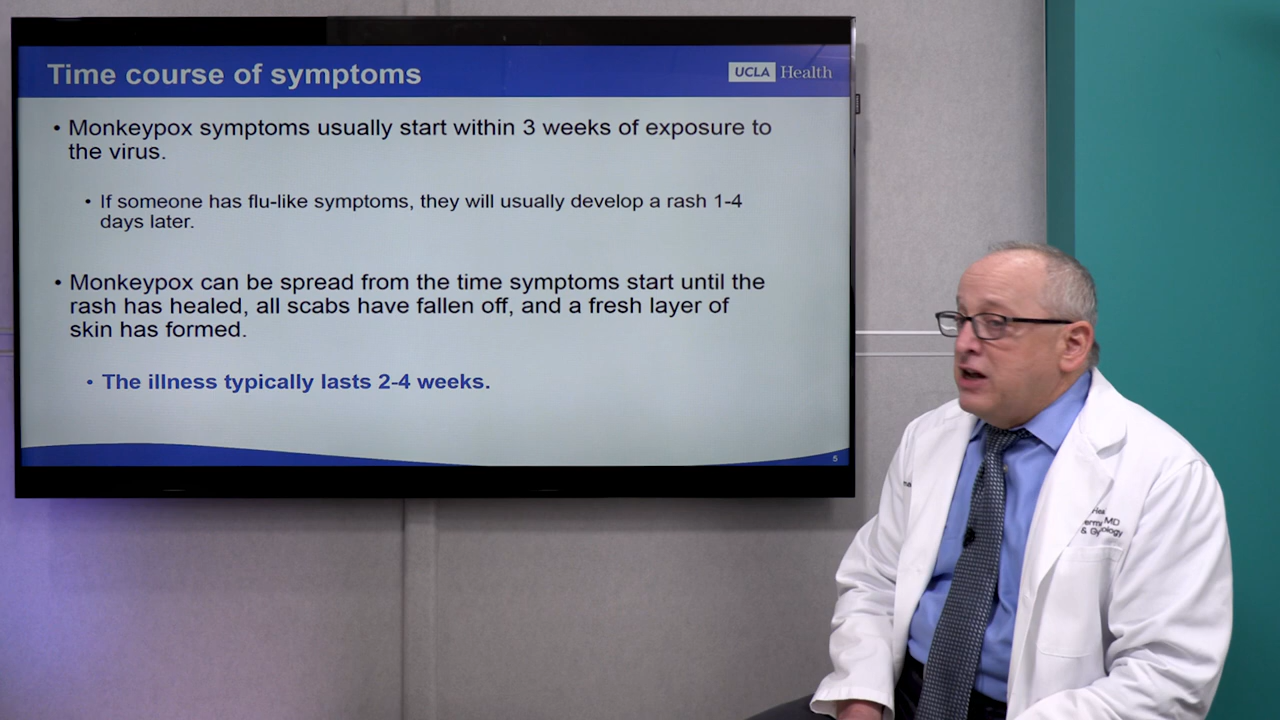 Time course of symptoms
UCLA Health
• Monkeypox symptoms usually start within 3 weeks of exposure to
the virus.
• If someone has flu-like symptoms, they will usually develop a rash 1-4
days later.
• Monkeypox can be spread from the time symptoms start until the
rash has healed, all scabs have fallen off, and a fresh layer of
skin has formed.
• The illness typically lasts 2-4 weeks.
5
MD
&